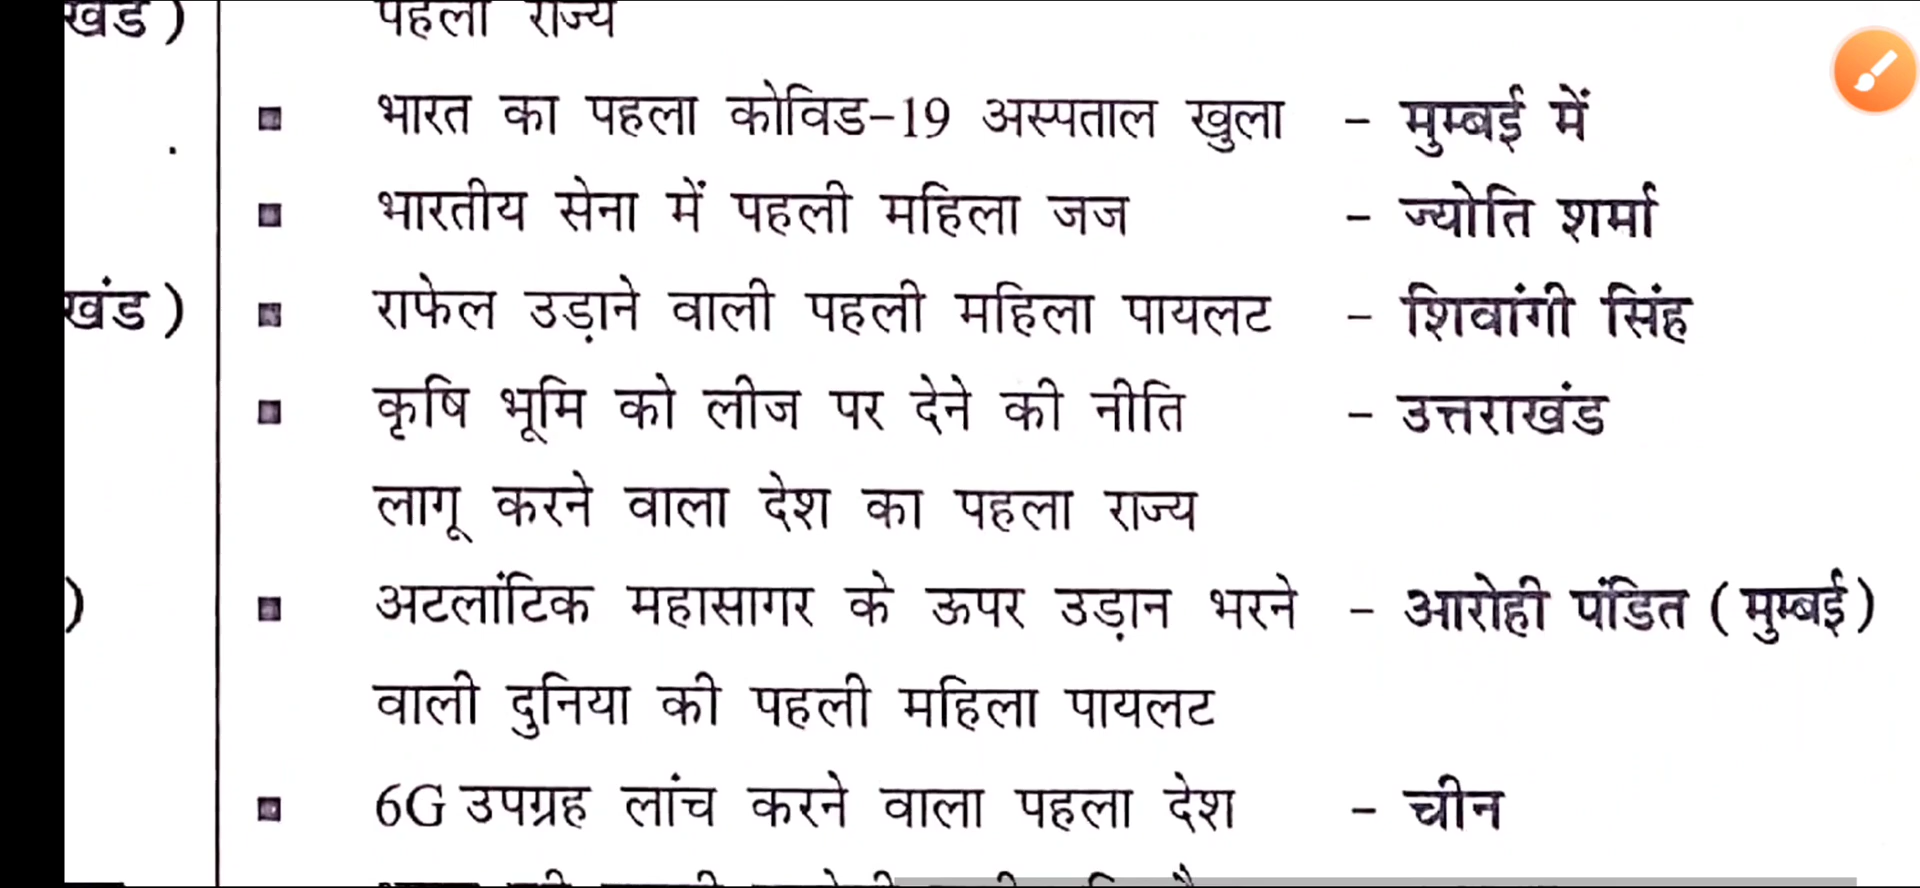 खंड)
पहला राज्य
भारत का पहला कोविड-19 अस्पताल खुला - मुम्बई में
भारतीय सेना में पहली महिला जज - ज्योति शर्मा
खंड)
राफेल उड़ाने वाली पहली महिला पायलट - शिवांगी सिंह
कृषि भूमि को लीज पर देने की नीति - उत्तराखंड
लागू करने वाला देश का पहला राज्य
)
अटलांटिक महासागर के ऊपर उड़ान भरने - आरोही पंडित (मुम्बई)
वाली दुनिया की पहली महिला पायलट
6G उपग्रह लांच करने वाला पहला देश - चीन